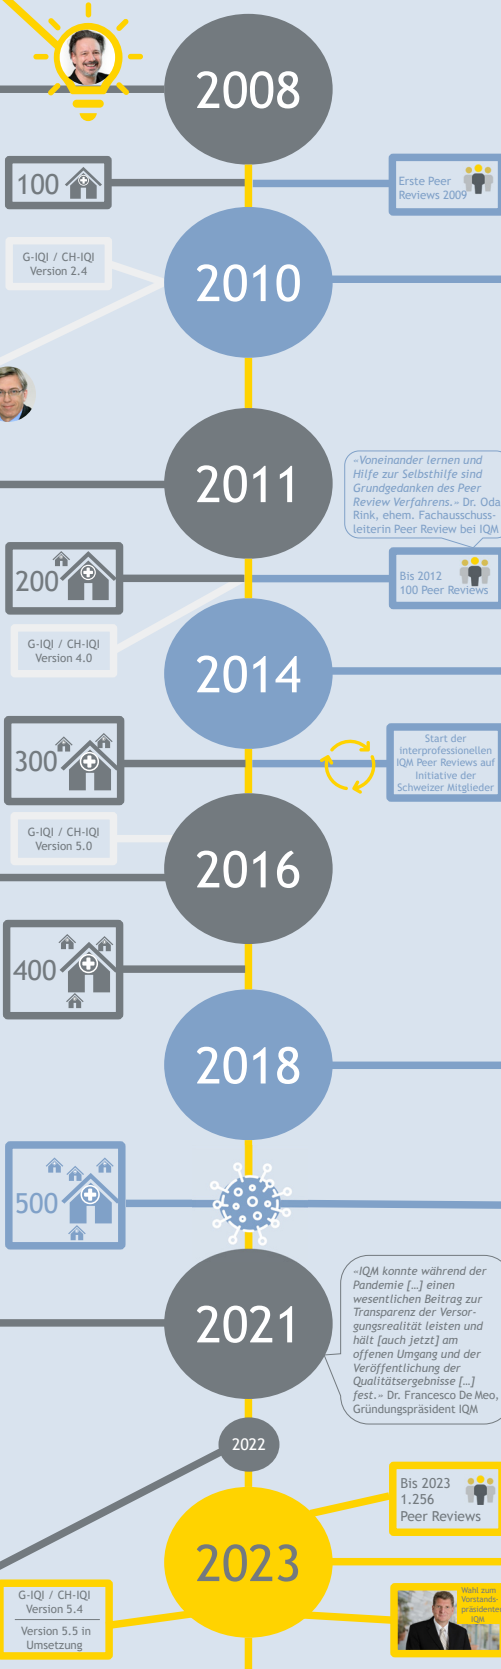 2008
100
Erste Peer
Reviews 2009
G-IQI / CH-IQI
Version 2.4
2010
2011
«Voneinander lernen und
Hilfe zur Selbsthilfe sind
Grundgedanken des Peer
Review Verfahrens.» Dr. Oda
Rink, ehem. Fachausschuss-
leiterin Peer Review bei IQM
200
Bis 2012
100 Peer Reviews
G-IQI / CH-IQI
Version 4.0
2014
300
Start der
interprofessionellen
IQM Peer Reviews auf
Initiative der
Schweizer Mitglieder
G-IQI / CH-IQI
Version 5.0
2016
400
2018
500
2021
«IQM konnte während der
Pandemie […] einen
wesentlichen Beitrag zur
Transparenz der Versor-
gungsrealität leisten und
hält [auch jetzt] am
offenen Umgang und der
Veröffentlichung der
Qualitätsergebnisse […]
fest.» Dr. Francesco De Meo,
Gründungspräsident IQM
2022
Bis 2023
1.256
Peer Reviews
2023
G-IQI / CH-IQI
Version 5.4
Version 5.5 in
Umsetzung
Wahl zum
Vorstands-
präsidenten
IQM